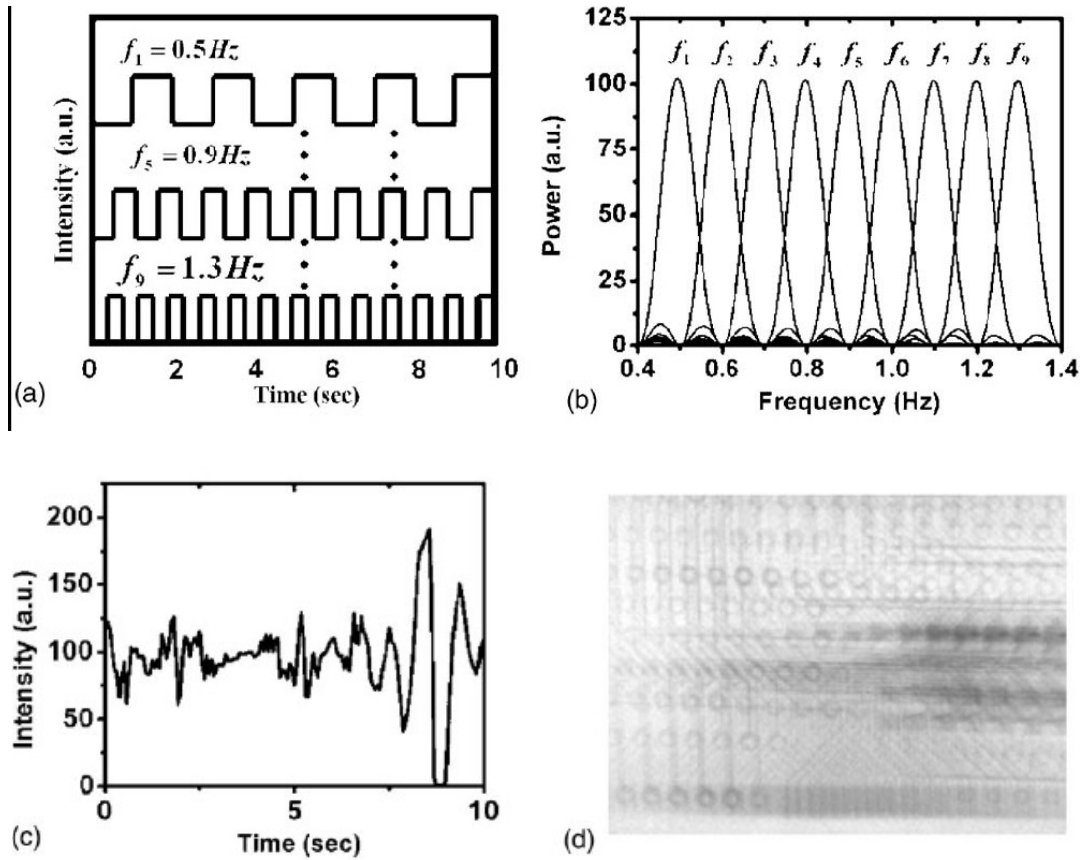 f₁ = 0.5Hz
f₅ = 0.9Hz
f₉ = 1.3Hz
Intensity (a.u.)
0 2 4 6 8 10
Time (sec)
(a)
125
100
75
50
25
0
Power (a.u.)
f₁ f₂ f₃ f₄ f₅ f₆ f₇ f₈ f₉
0.4 0.6 0.8 1.0 1.2 1.4
Frequency (Hz)
(b)
200
150
100
50
0
Intensity (a.u.)
0 5 10
Time (sec)
(c)
(d)